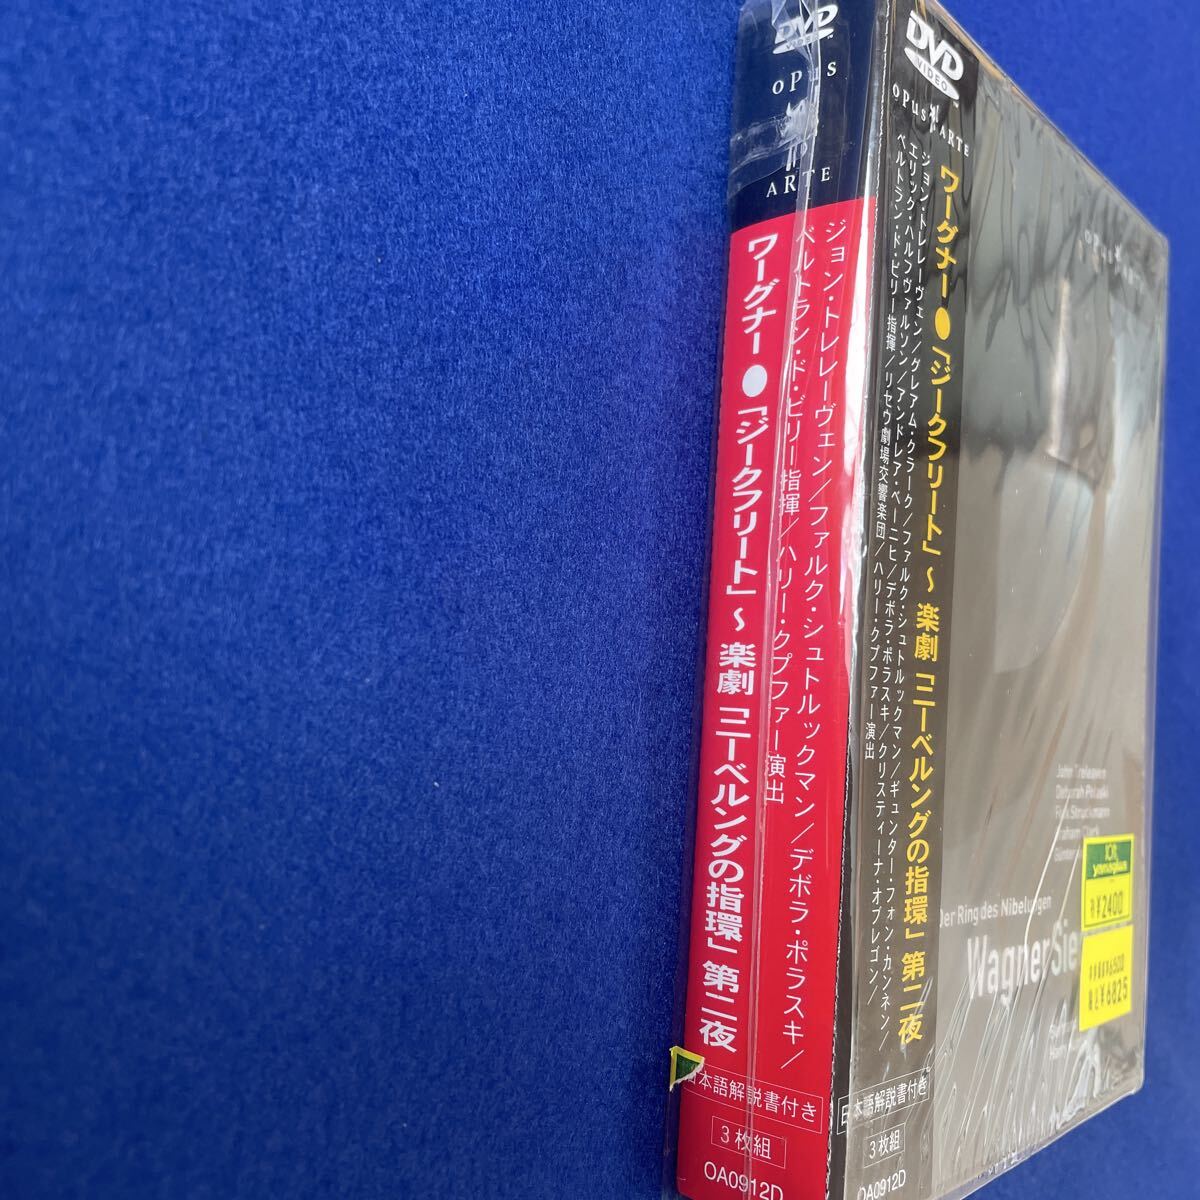 DVD
VIDEO
OPUS
ARTE
ワーグナー●「ジークフリート」〜楽劇「ニーベルングの指環」第二夜
ジョン・トレレーヴェン/ファルク・シュトルックマン/デボラ・ポラスキ/
ベルトラン・ド・ビリー指揮/ハリー・クプファー演出
日本語解説書付き
3枚組
OA0912D
DVD
VIDEO
OPUS ARTE
ワーグナー●「ジークフリート」〜楽劇「ニーベルングの指環」第二夜
ジョン・トレレーヴェン/グレアム・クラーク/ファルク・シュトルックマン/ギュンター・フォン・カンネン/
エリック・ハルフヴァルソン/アンドレア・ベーニヒ/デボラ・ポラスキ/クリスティーナ・オブレゴン/
ベルトラン・ド・ビリー指揮/リセウ劇場交響楽団/ハリー・クプファー演出
日本語解説書付き
3枚組
OA0912D
John Treleaven
Deborah Polaski
Falk Struckmann
Graham Clark
Der Ring des Nibelungen
Wagner Sie
yamagiwa
¥2400
¥6500
税込¥6825